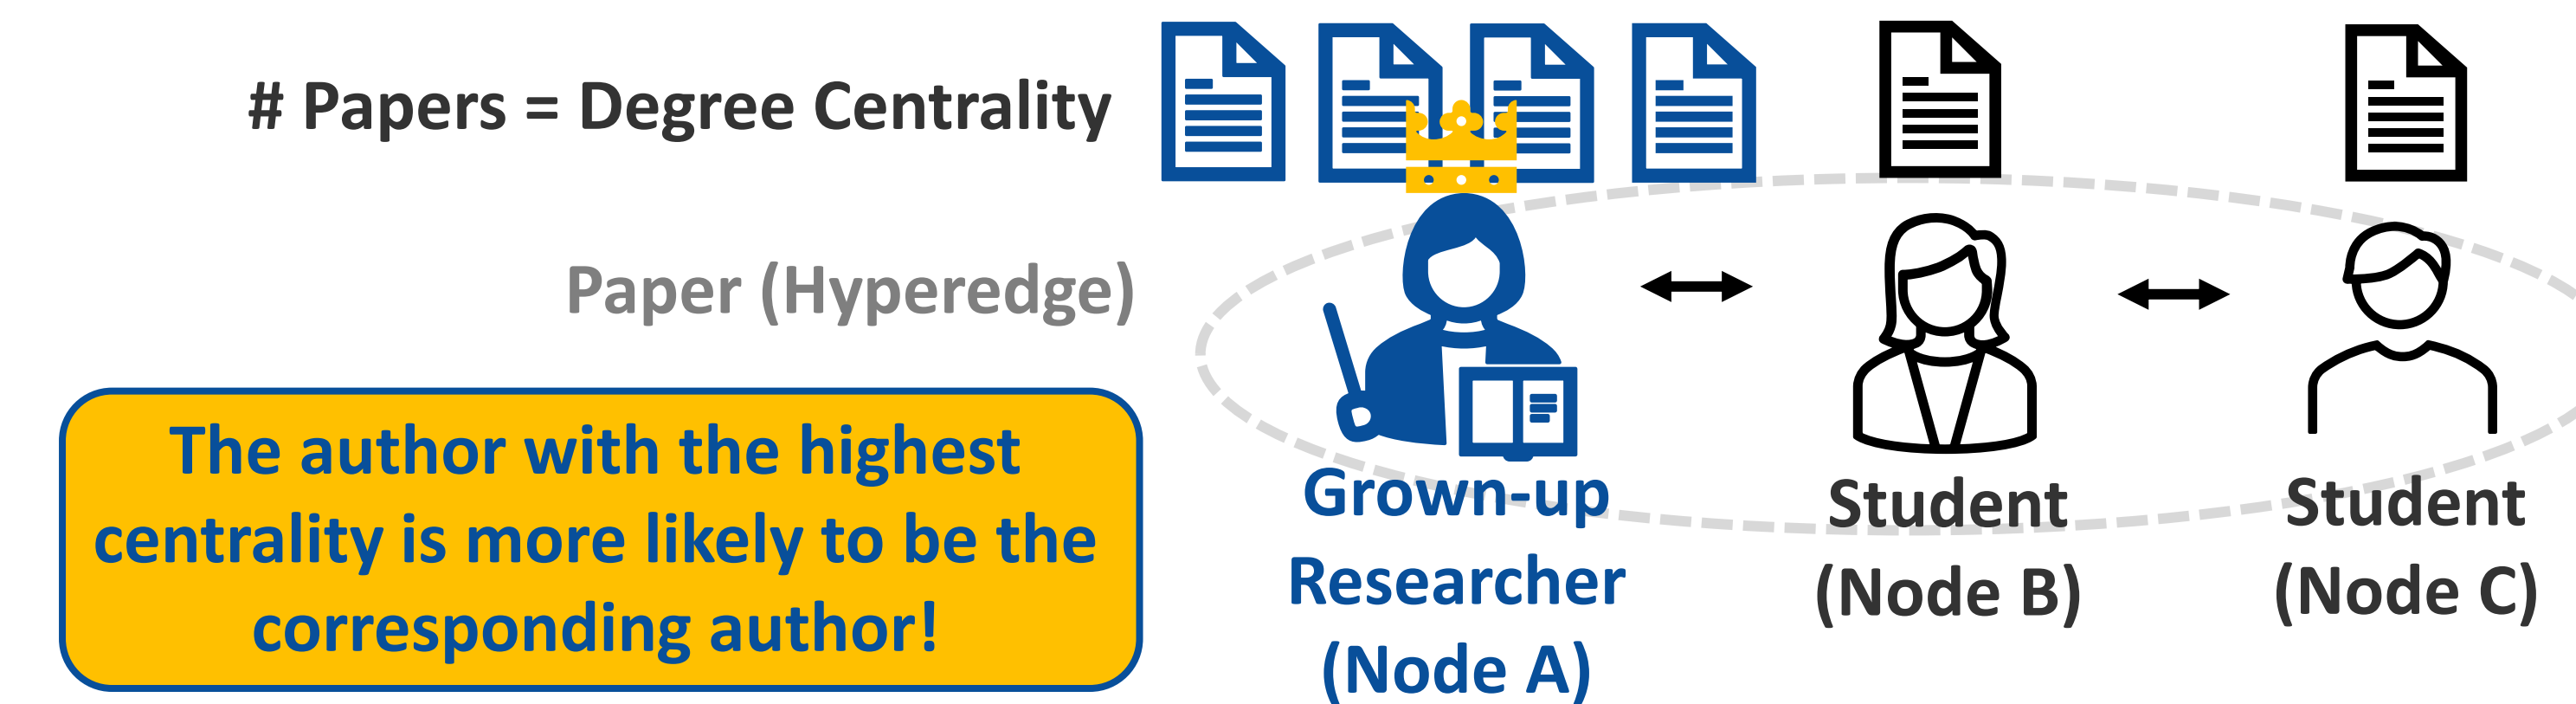 # Papers = Degree Centrality
Paper (Hyperedge)
The author with the highest
centrality is more likely to be the
corresponding author!
Grown-up
Researcher
(Node A)
Student
(Node B)
Student
(Node C)